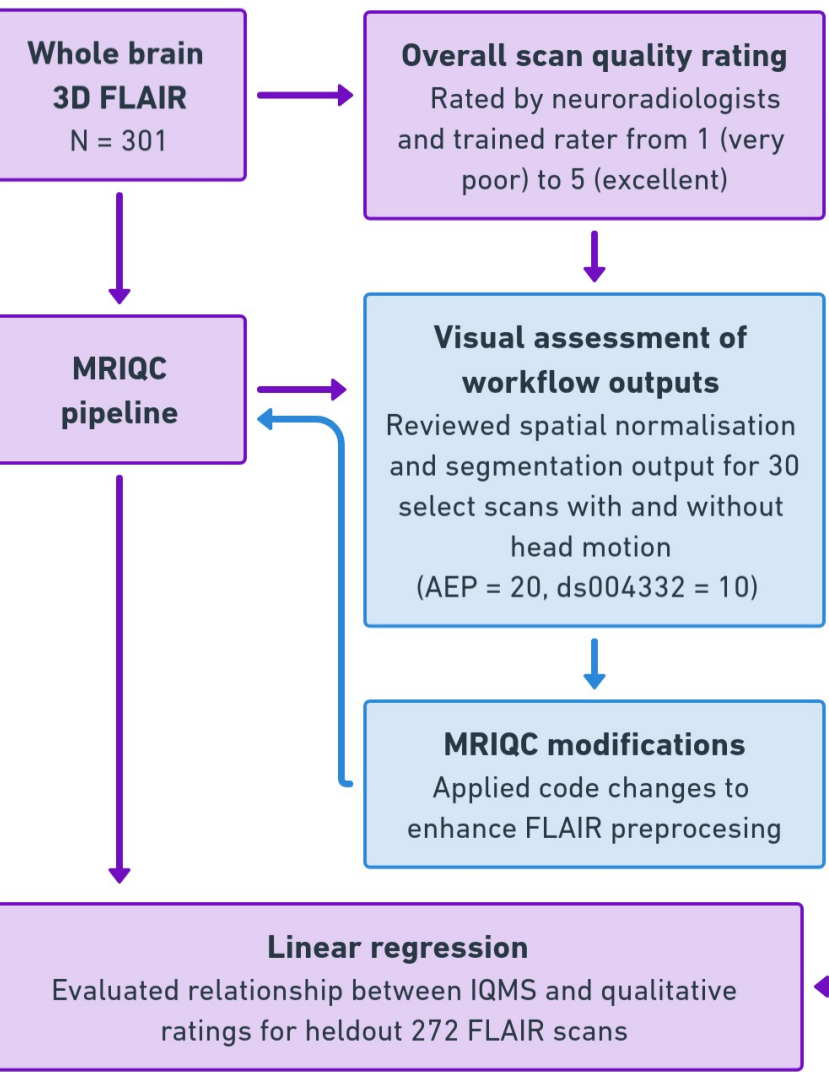 Whole brain
3D FLAIR
N = 301
Overall scan quality rating
Rated by neuroradiologists
and trained rater from 1 (very
poor) to 5 (excellent)
MRIQC
pipeline
Visual assessment of
workflow outputs
Reviewed spatial normalisation
and segmentation output for 30
select scans with and without
head motion
(AEP = 20, ds004332 = 10)
MRIQC modifications
Applied code changes to
enhance FLAIR preprocesing
Linear regression
Evaluated relationship between IQMS and qualitative
ratings for heldout 272 FLAIR scans